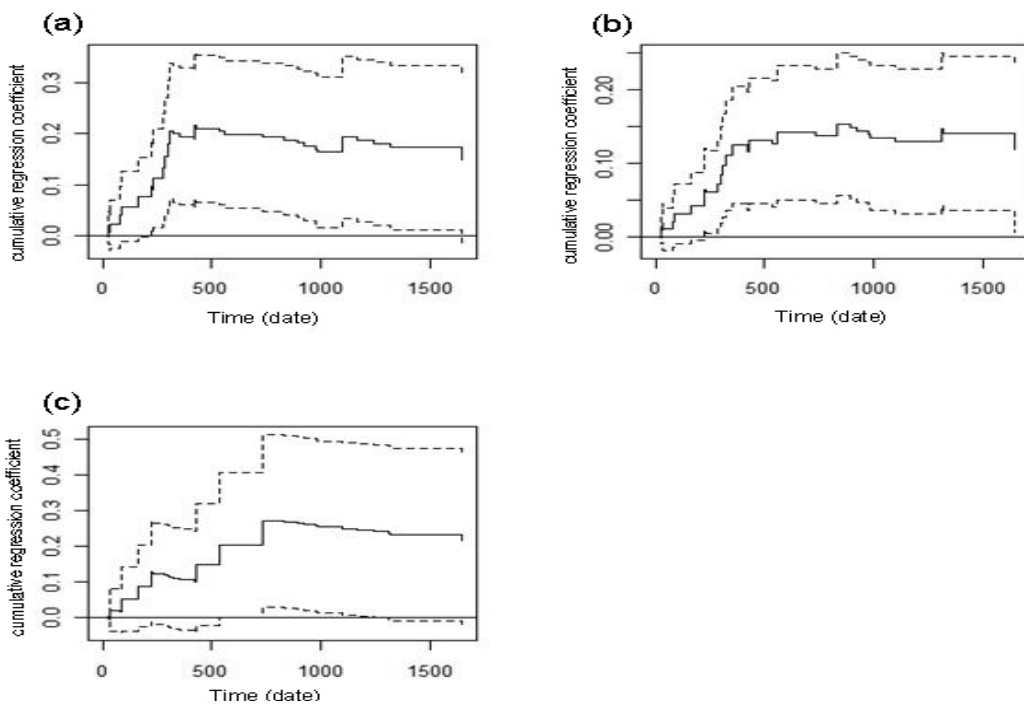 (a)
cumulative regression coefficient
0.0 0.1 0.2 0.3
0 500 1000 1500
Time (date)
(b)
cumulative regression coefficient
0.00 0.10 0.20
0 500 1000 1500
Time (date)
(c)
cumulative regression coefficient
0.0 0.1 0.2 0.3 0.4 0.5
0 500 1000 1500
Time (date)